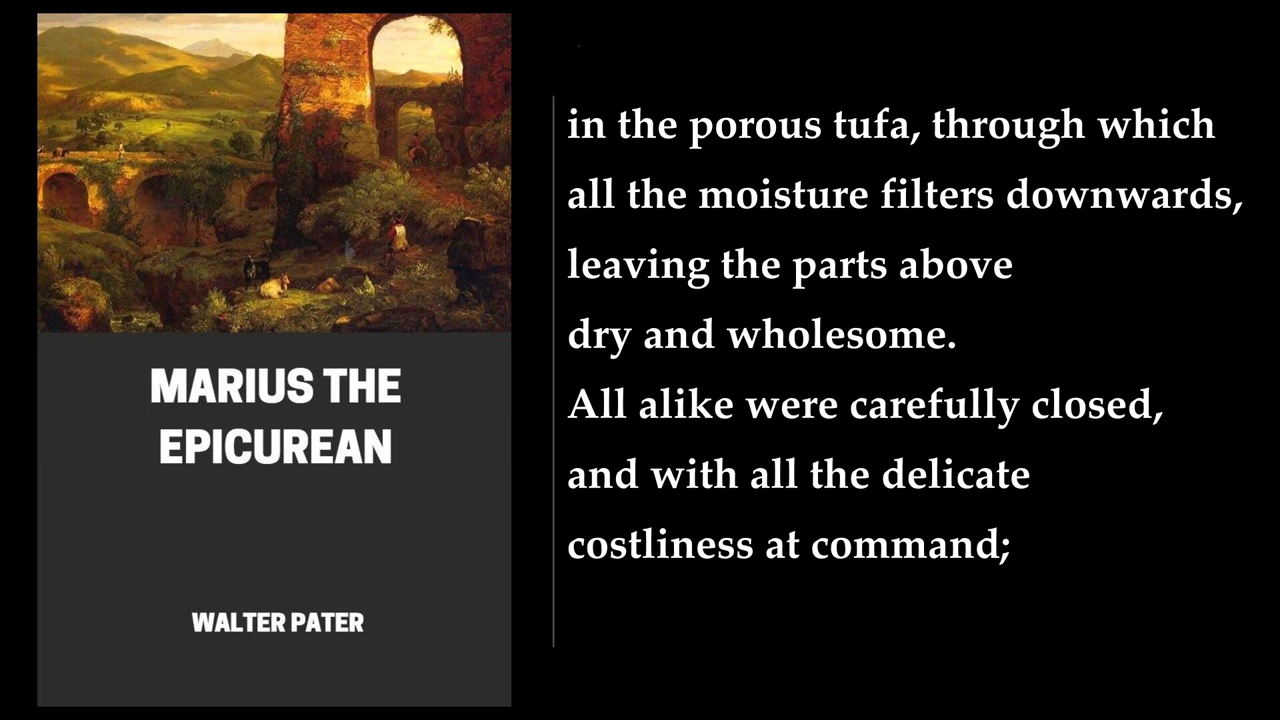 MARIUS THE
EPICUREAN
WALTER PATER
in the porous tufa, through which
all the moisture filters downwards,
leaving the parts above
dry and wholesome.
All alike were carefully closed,
and with all the delicate
costliness at command;